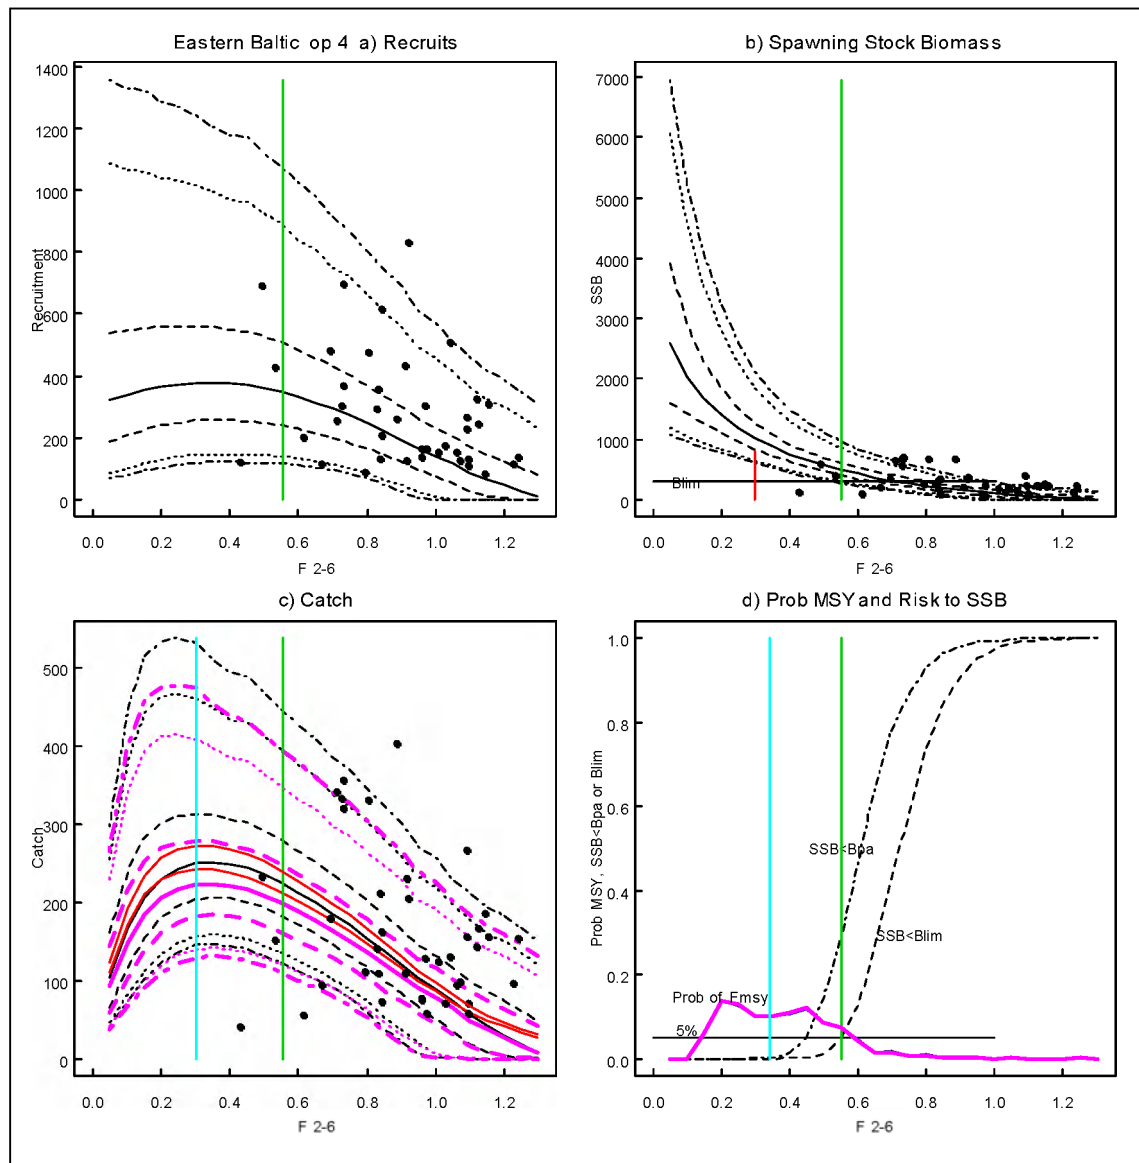 Eastern Baltic op 4 a) Recruits
Recruitment
1400
1200
1000
800
600
400
200
0
0.0 0.2 0.4 0.6 0.8 1.0 1.2
F 2-6
b) Spawning Stock Biomass
SSB
7000
6000
5000
4000
3000
2000
1000
0
Blim
0.0 0.2 0.4 0.6 0.8 1.0 1.2
F 2-6
c) Catch
Catch
500
400
300
200
100
0
0.0 0.2 0.4 0.6 0.8 1.0 1.2
F 2-6
d) Prob MSY and Risk to SSB
Prob MSY, SSB<Bpa or Blim
1.0
0.8
0.6
0.4
0.2
0.0
SSB<Bpa
SSB<Blim
Prob of Fmsy
5%
0.0 0.2 0.4 0.6 0.8 1.0 1.2
F 2-6